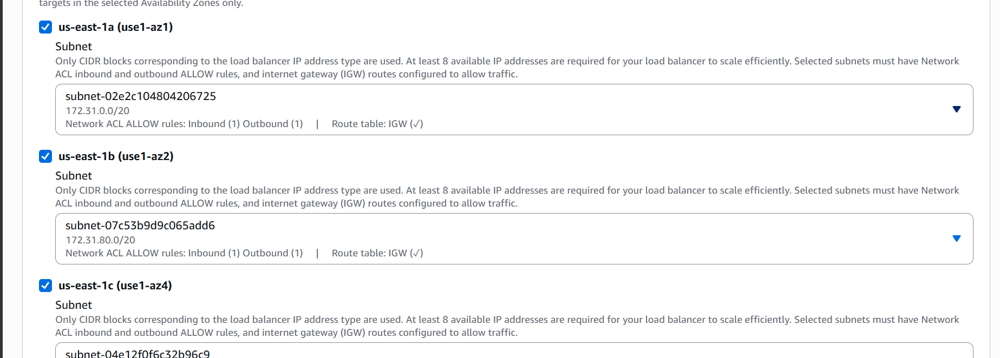 targets in the selected Availability Zones only.
us-east-1a (use1-az1)
Subnet
Only CIDR blocks corresponding to the load balancer IP address type are used. At least 8 available IP addresses are required for your load balancer to scale efficiently. Selected subnets must have Network
ACL inbound and outbound ALLOW rules, and internet gateway (IGW) routes configured to allow traffic.
subnet-02e2c104804206725
172.31.0.0/20
Network ACL ALLOW rules: Inbound (1) Outbound (1) | Route table: IGW (✓)
us-east-1b (use1-az2)
Subnet
Only CIDR blocks corresponding to the load balancer IP address type are used. At least 8 available IP addresses are required for your load balancer to scale efficiently. Selected subnets must have Network
ACL inbound and outbound ALLOW rules, and internet gateway (IGW) routes configured to allow traffic.
subnet-07c53b9d9c065add6
172.31.80.0/20
Network ACL ALLOW rules: Inbound (1) Outbound (1) | Route table: IGW (✓)
us-east-1c (use1-az4)
Subnet
Only CIDR blocks corresponding to the load balancer IP address type are used. At least 8 available IP addresses are required for your load balancer to scale efficiently. Selected subnets must have Network
ACL inbound and outbound ALLOW rules, and internet gateway (IGW) routes configured to allow traffic.
subnet-04e12f0f6c32b96c9